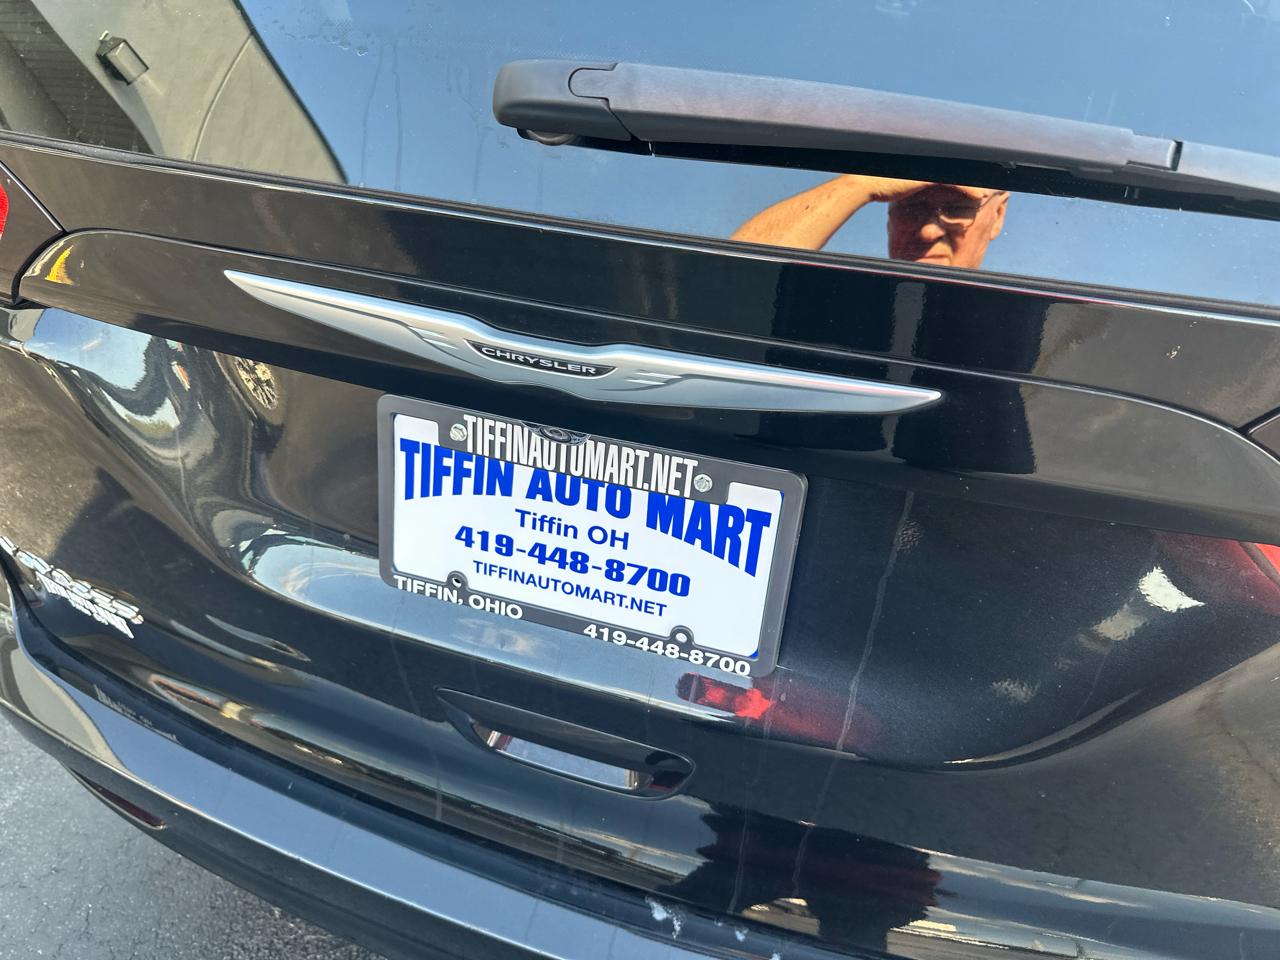 CHRYSLER
TIFFINAUTOMART.NET
TIFFIN AUTO MART
Tiffin OH
419-448-8700
TIFFINAUTOMART.NET
TIFFIN, OHIO
419-448-8700